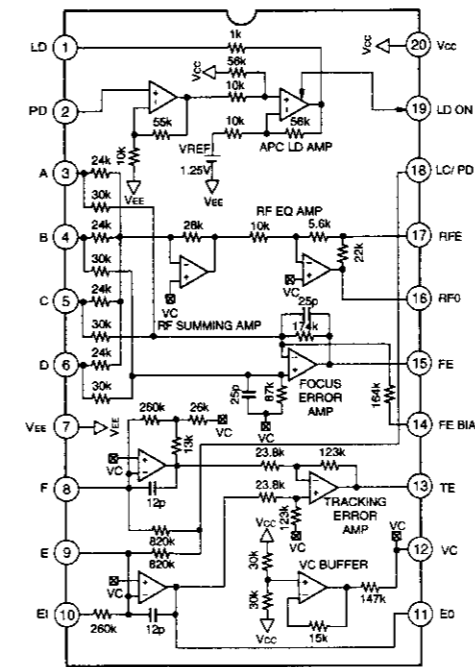 LD 1
1k
20 Vcc
Vcc
Vcc
56k
PD 2
10k
55k
10k
56k
19 LD ON
VREF
APC LD AMP
10k
1.25V
VEE
VEE
18 LC/ PD
A 3
24k
30k
B 4
24k
28k
RF EQ AMP
10k
5.6k
17 RFE
30k
22k
VC
VC
16 RF0
C 5
24k
RF SUMMING AMP
25p
174k
30k
15 FE
D 6
24k
30k
25p
87k
FOCUS
ERROR
AMP
164k
VC
14 FE BIA
VEE 7
VEE
260k
26k
VC
13k
VC
F 8
12p
23.8k
123k
13 TE
23.8k
TRACKING
ERROR
AMP
820k
123k
VC
VC
E 9
820k
Vcc
12 VC
VC
30k
VC BUFFER
30k
147k
EI 10
260k
12p
Vcc
15k
11 E0